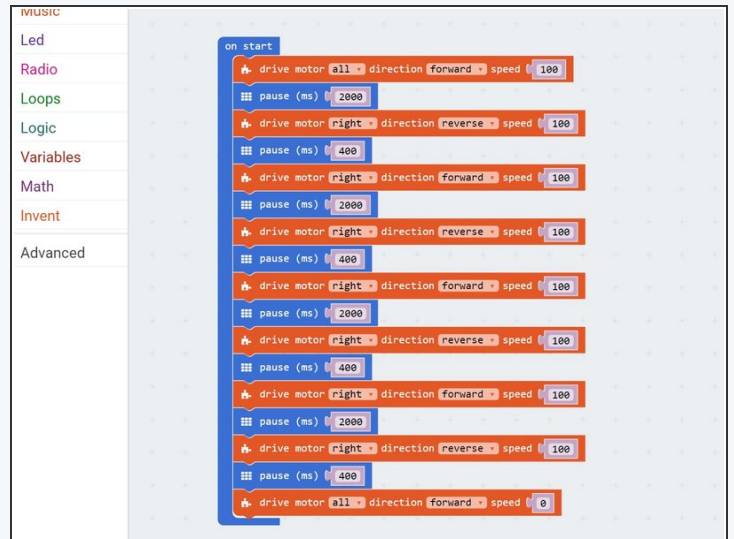 Music
Led
Radio
Loops
Logic
Variables
Math
Invent
Advanced
on start
drive motor all direction forward speed 100
pause (ms) 2000
drive motor right direction reverse speed 100
pause (ms) 400
drive motor right direction forward speed 100
pause (ms) 2000
drive motor right direction reverse speed 100
pause (ms) 400
drive motor right direction forward speed 100
pause (ms) 2000
drive motor right direction reverse speed 100
pause (ms) 400
drive motor right direction forward speed 100
pause (ms) 2000
drive motor right direction reverse speed 100
pause (ms) 400
drive motor all direction forward speed 0